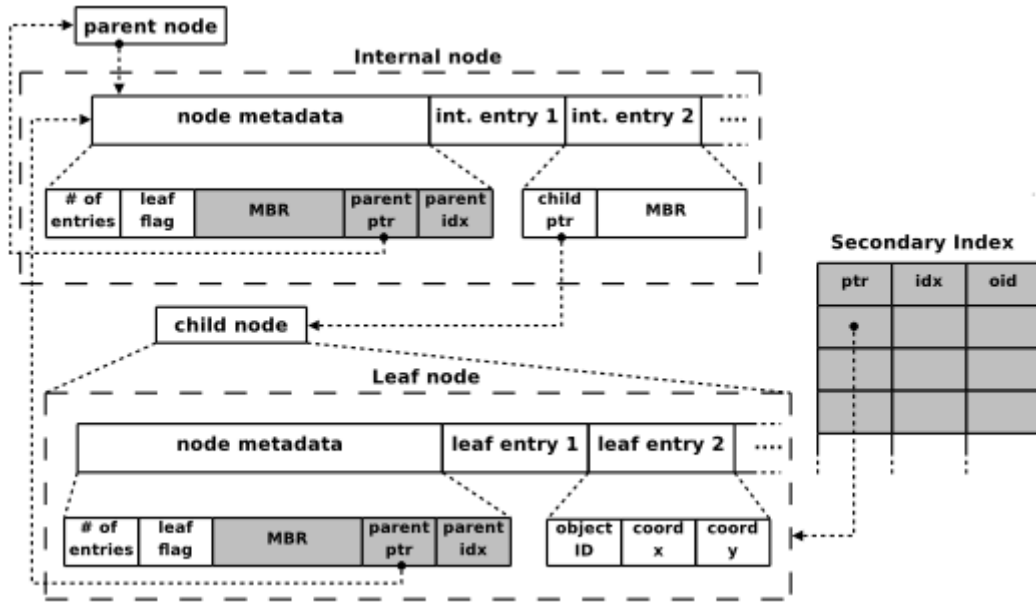 parent node
Internal node
node metadata int. entry 1 int. entry 2 ....
# of entries leaf flag MBR parent ptr parent idx child ptr MBR
Secondary Index
ptr idx oid
child node
Leaf node
node metadata leaf entry 1 leaf entry 2 ....
# of entries leaf flag MBR parent ptr parent idx object ID coord x coord y